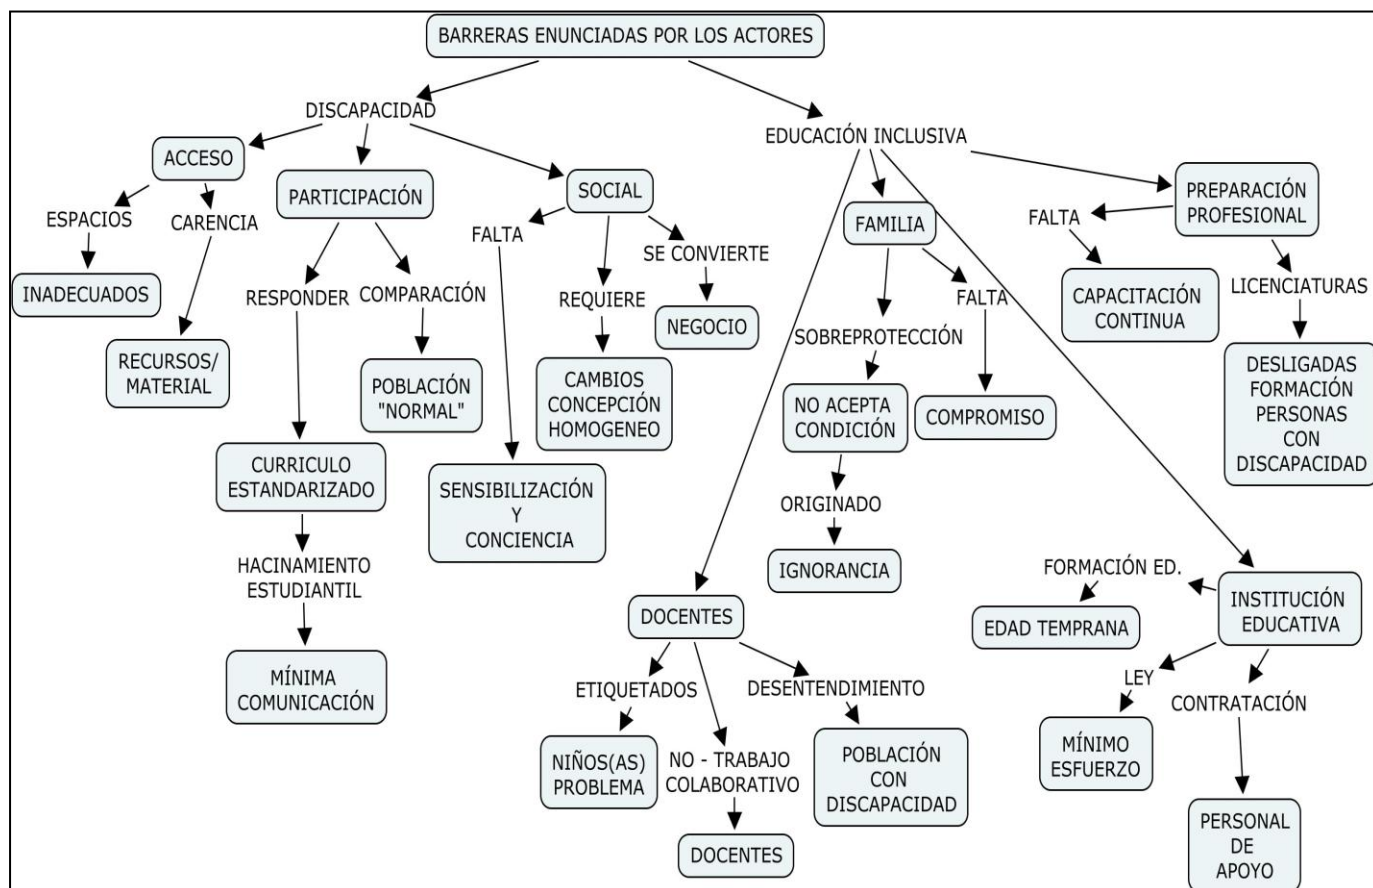 BARRERAS ENUNCIADAS POR LOS ACTORES
DISCAPACIDAD
EDUCACIÓN INCLUSIVA
ACCESO
PARTICIPACIÓN
SOCIAL
FAMILIA
PREPARACIÓN
PROFESIONAL
ESPACIOS
CARENCIA
FALTA
SE CONVIERTE
FALTA
INADECUADOS
RESPONDER
COMPARACIÓN
REQUIERE
NEGOCIO
SOBREPROTECCIÓN
FALTA
CAPACITACIÓN
CONTINUA
LICENCIATURAS
RECURSOS/
MATERIAL
POBLACIÓN
"NORMAL"
CAMBIOS
CONCEPCIÓN
HOMOGENEO
NO ACEPTA
CONDICIÓN
COMPROMISO
DESLIGADAS
FORMACIÓN
PERSONAS
CON
DISCAPACIDAD
CURRICULO
ESTANDARIZADO
SENSIBILIZACIÓN
Y
CONCIENCIA
ORIGINADO
IGNORANCIA
HACINAMIENTO
ESTUDIANTIL
MÍNIMA
COMUNICACIÓN
DOCENTES
FORMACIÓN ED.
INSTITUCIÓN
EDUCATIVA
EDAD TEMPRANA
ETIQUETADOS
DESENTENDIMIENTO
LEY
CONTRATACIÓN
NIÑOS(AS)
PROBLEMA
NO - TRABAJO
COLABORATIVO
POBLACIÓN
CON
DISCAPACIDAD
MÍNIMO
ESFUERZO
DOCENTES
PERSONAL
DE
APOYO